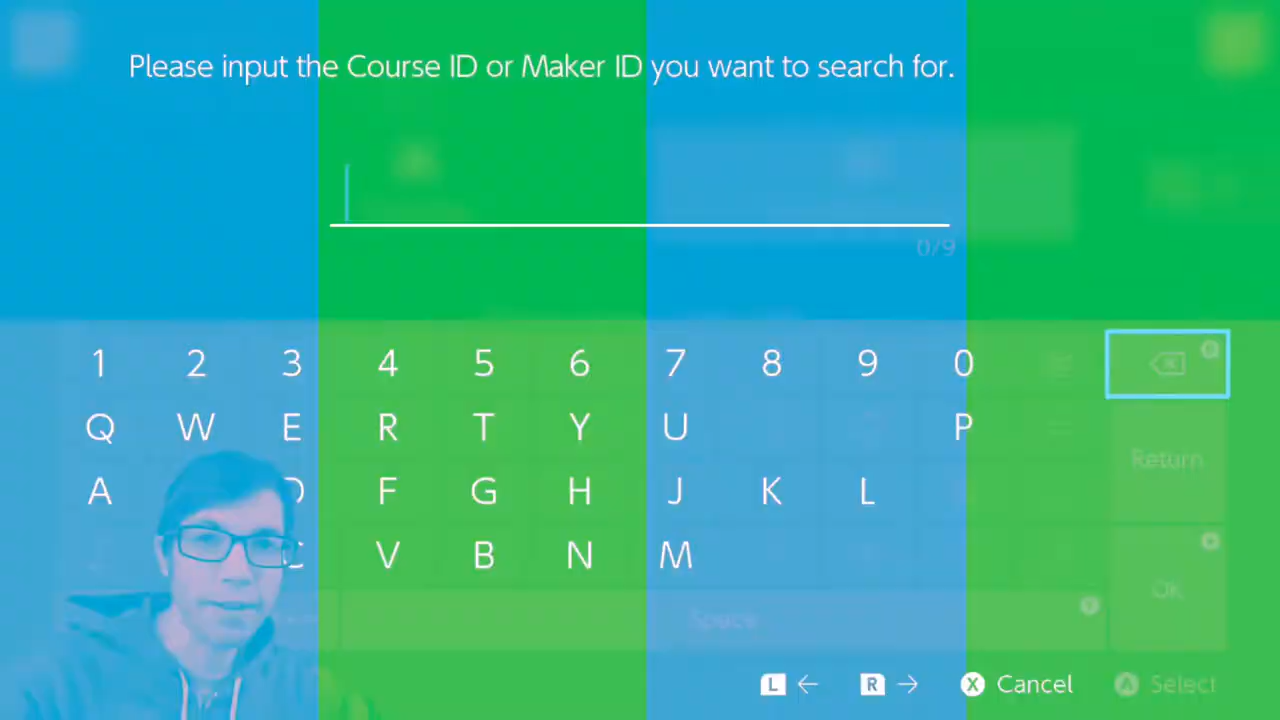 Please input the Course ID or Maker ID you want to search for.
0/9
1 2 3 4 5 6 7 8 9 0
Q W E R T Y U P
Return
A D F G H J K L
C V B N M
OK
Space
L ← R → X Cancel A Select